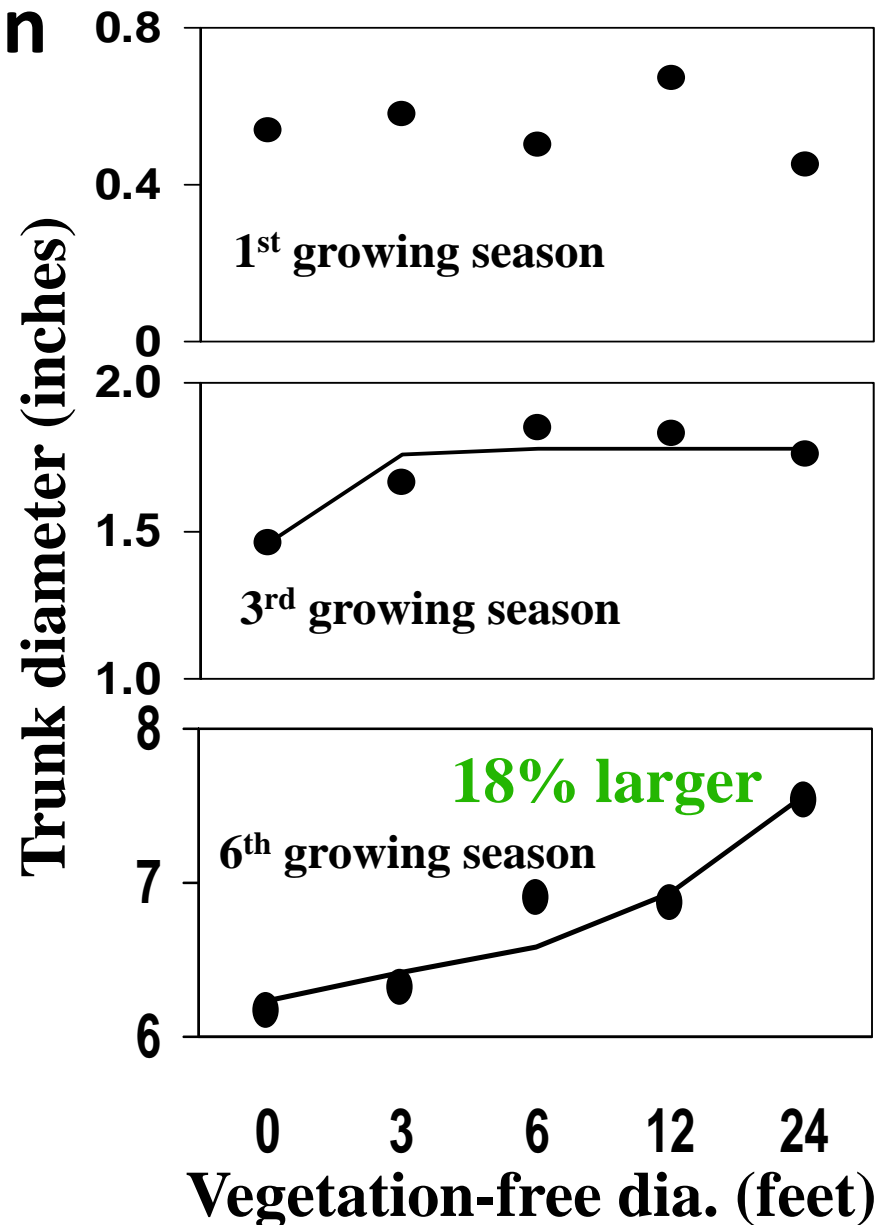 n
Trunk diameter (inches)
0.8
0.4
0
1st growing season
2.0
1.5
1.0
3rd growing season
8
7
6
18% larger
6th growing season
0 3 6 12 24
Vegetation-free dia. (feet)